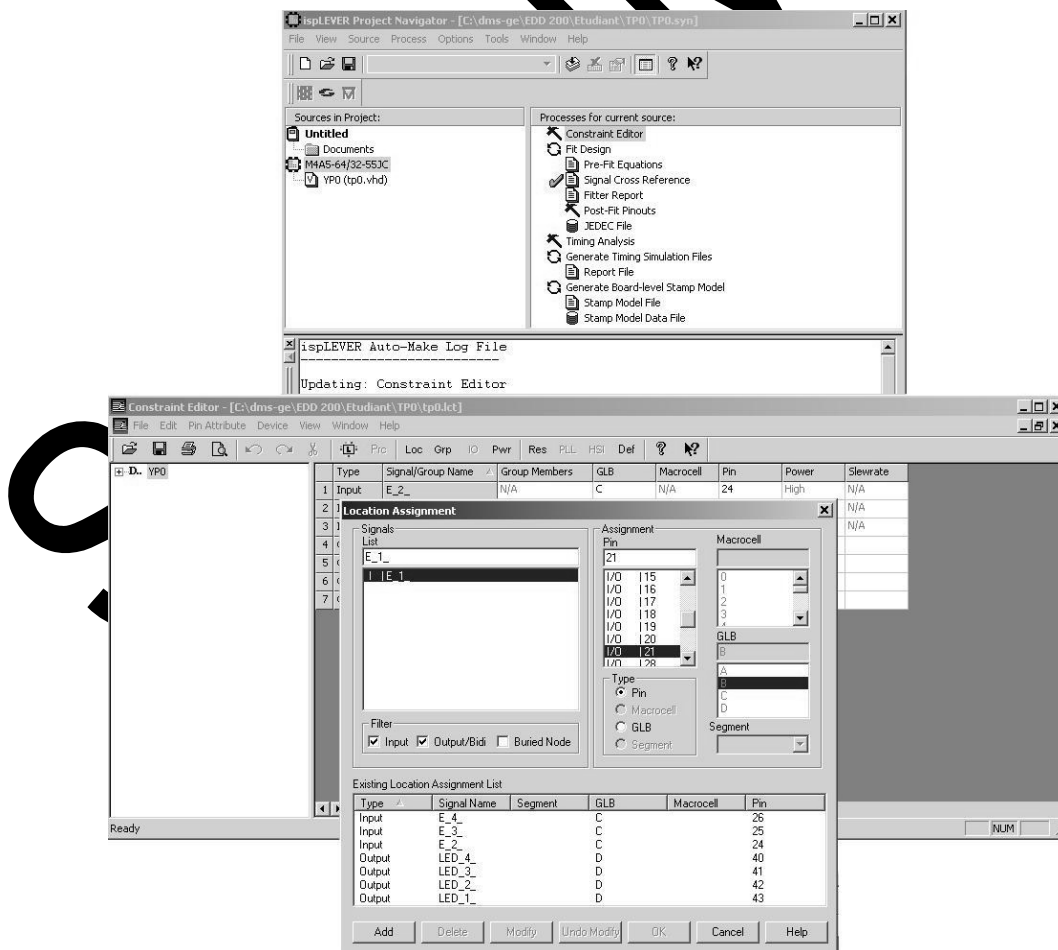 ispLEVER Project Navigator - [C:\dms-ge\EDD 200\Etudiant\TP0\TP0.syn]
File View Source Process Options Tools Window Help
Sources in Project:
Untitled
Documents
M4A5-64/32-55JC
YP0 (tp0.vhd)
Processes for current source:
Constraint Editor
Fit Design
Pre-Fit Equations
Signal Cross Reference
Fitter Report
Post-Fit Pinouts
JEDEC File
Timing Analysis
Generate Timing Simulation Files
Report File
Generate Board-level Stamp Model
Stamp Model File
Stamp Model Data File
ispLEVER Auto-Make Log File
---------------------------
Updating: Constraint Editor
Constraint Editor - [C:\dms-ge\EDD 200\Etudiant\TP0\tp0.lct]
File Edit Pin Attribute Device View Window Help
Prc Loc Grp IO Pwr Res PLL HSI Def
D.. YP0
Type Signal/Group Name Group Members GLB Macrocell Pin Power Slewrate
1 Input E_2_ N/A C N/A 24 High N/A
2 N/A
3 N/A
4
5
6
7
Location Assignment
Signals
List
E_1_
I |E_1_
Filter
Input Output/Bidi Buried Node
Assignment
Pin
21
I/O |15
I/O |16
I/O |17
I/O |18
I/O |19
I/O |20
I/O |21
I/O |28
Macrocell
0
1
2
3
GLB
B
A
B
C
D
Type
Pin
Macrocell
GLB
Segment
Segment
Existing Location Assignment List
Type Signal Name Segment GLB Macrocell Pin
Input E_4_ C 26
Input E_3_ C 25
Input E_2_ C 24
Output LED_4_ D 40
Output LED_3_ D 41
Output LED_2_ D 42
Output LED_1_ D 43
Add Delete Modify Undo Modify OK Cancel Help
Ready
NUM